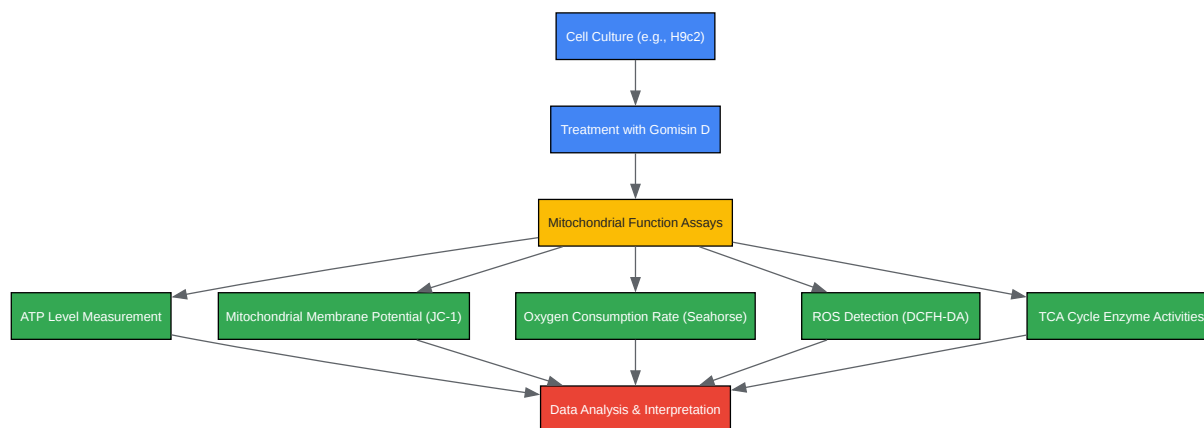 Cell Culture (e.g., H9c2)
Treatment with Gomisin D
Mitochondrial Function Assays
ATP Level Measurement
Mitochondrial Membrane Potential (JC-1)
Oxygen Consumption Rate (Seahorse)
ROS Detection (DCFH-DA)
TCA Cycle Enzyme Activities
Data Analysis & Interpretation